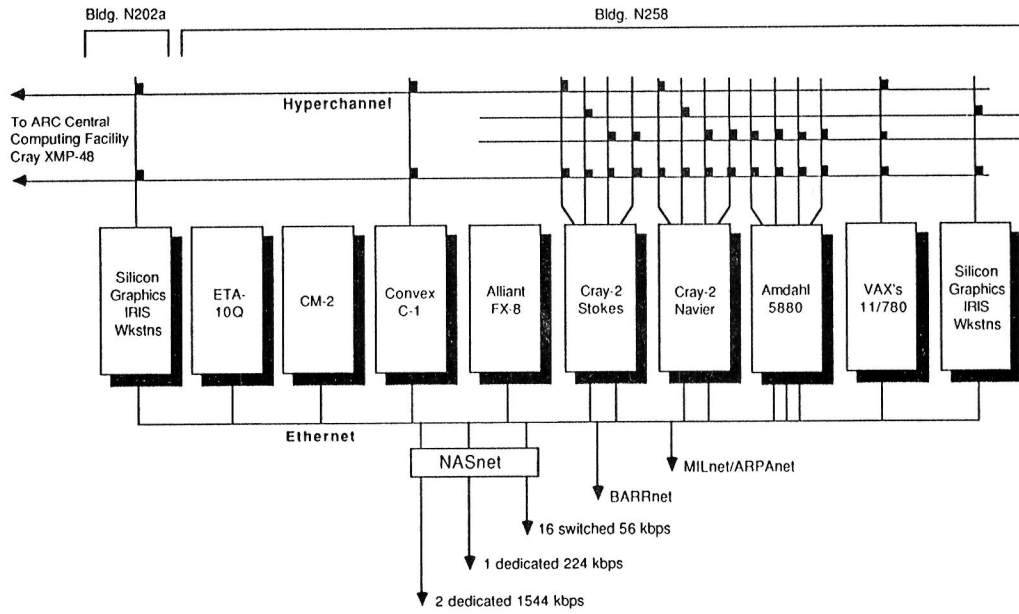 Bldg. N202a
Bldg. N258
Hyperchannel
To ARC Central
Computing Facility
Cray XMP-48
Silicon
Graphics
IRIS
Wkstns
ETA-
10Q
CM-2
Convex
C-1
Alliant
FX-8
Cray-2
Stokes
Cray-2
Navier
Amdahl
5880
VAX's
11/780
Silicon
Graphics
IRIS
Wkstns
Ethernet
NASnet
MILnet/ARPAnet
BARRnet
16 switched 56 kbps
1 dedicated 224 kbps
2 dedicated 1544 kbps